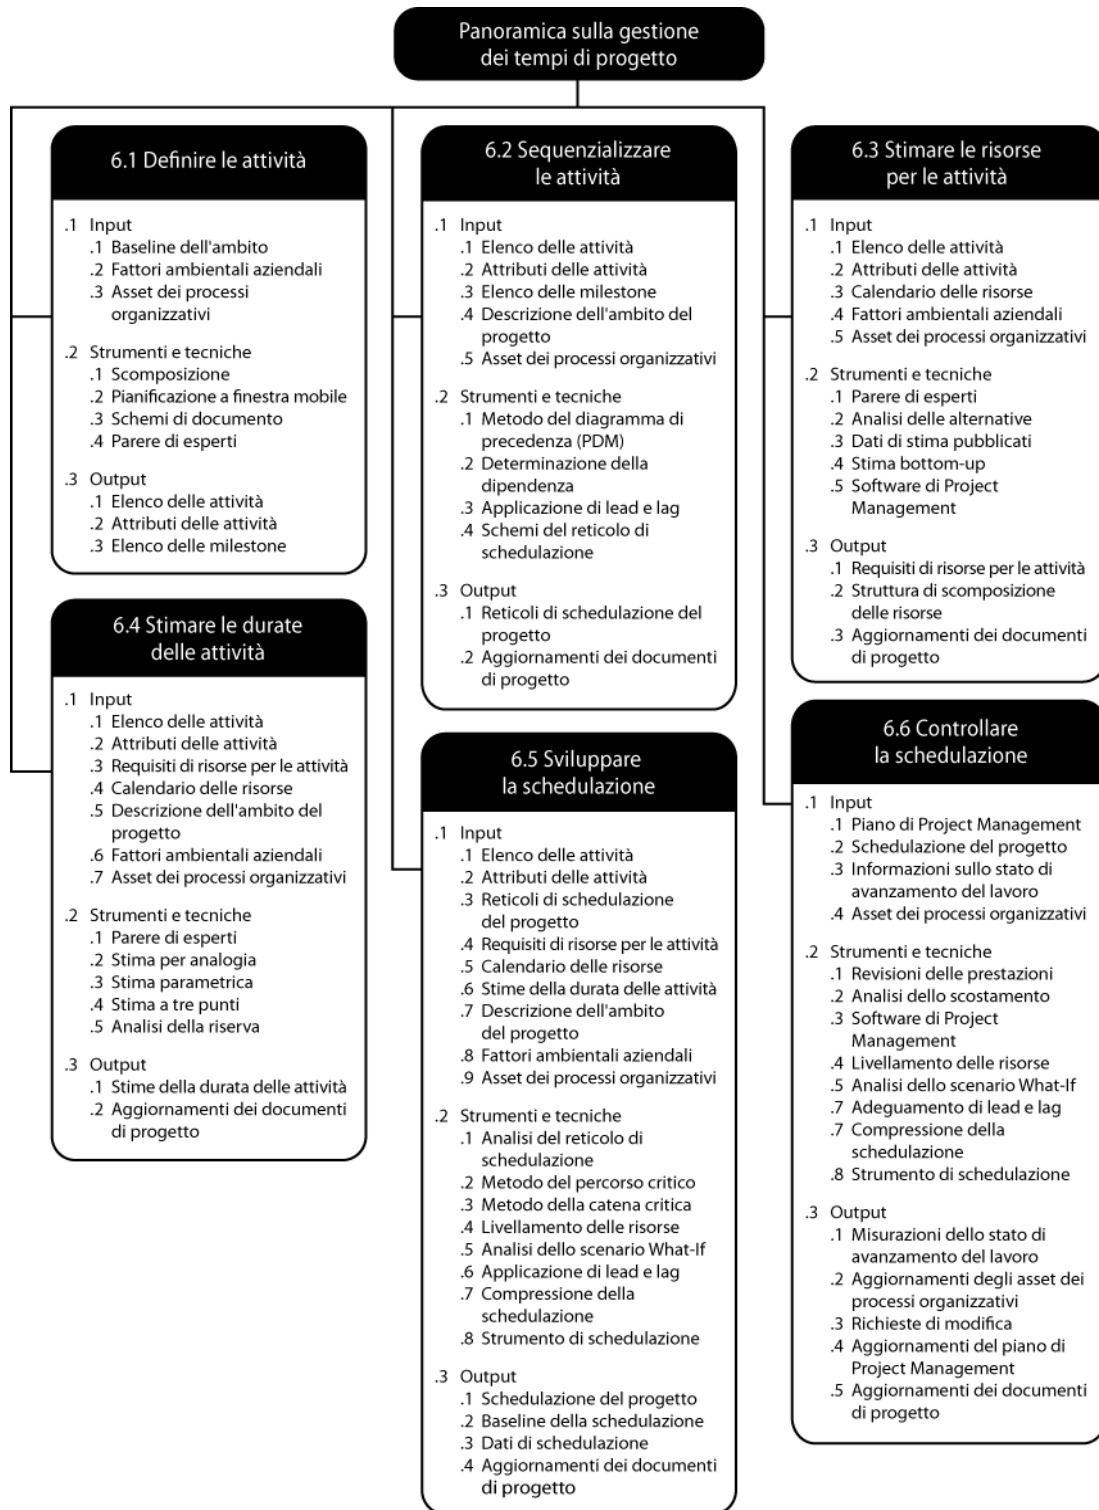 Panoramica sulla gestione
dei tempi di progetto
6.1 Definire le attività
.1 Input
.1 Baseline dell'ambito
.2 Fattori ambientali aziendali
.3 Asset dei processi
organizzativi
.2 Strumenti e tecniche
.1 Scomposizione
.2 Pianificazione a finestra mobile
.3 Schemi di documento
.4 Parere di esperti
.3 Output
.1 Elenco delle attività
.2 Attributi delle attività
.3 Elenco delle milestone
6.2 Sequenzializzare
le attività
.1 Input
.1 Elenco delle attività
.2 Attributi delle attività
.3 Elenco delle milestone
.4 Descrizione dell'ambito del
progetto
.5 Asset dei processi organizzativi
.2 Strumenti e tecniche
.1 Metodo del diagramma di
precedenza (PDM)
.2 Determinazione della
dipendenza
.3 Applicazione di lead e lag
.4 Schemi del reticolo di
schedulazione
.3 Output
.1 Reticoli di schedulazione del
progetto
.2 Aggiornamenti dei documenti
di progetto
6.3 Stimare le risorse
per le attività
.1 Input
.1 Elenco delle attività
.2 Attributi delle attività
.3 Calendario delle risorse
.4 Fattori ambientali aziendali
.5 Asset dei processi organizzativi
.2 Strumenti e tecniche
.1 Parere di esperti
.2 Analisi delle alternative
.3 Dati di stima pubblicati
.4 Stima bottom-up
.5 Software di Project
Management
.3 Output
.1 Requisiti di risorse per le attività
.2 Struttura di scomposizione
delle risorse
.3 Aggiornamenti dei documenti
di progetto
6.4 Stimare le durate
delle attività
.1 Input
.1 Elenco delle attività
.2 Attributi delle attività
.3 Requisiti di risorse per le attività
.4 Calendario delle risorse
.5 Descrizione dell'ambito del
progetto
.6 Fattori ambientali aziendali
.7 Asset dei processi organizzativi
.2 Strumenti e tecniche
.1 Parere di esperti
.2 Stima per analogia
.3 Stima parametrica
.4 Stima a tre punti
.5 Analisi della riserva
.3 Output
.1 Stime della durata delle attività
.2 Aggiornamenti dei documenti
di progetto
6.5 Sviluppare
la schedulazione
.1 Input
.1 Elenco delle attività
.2 Attributi delle attività
.3 Reticoli di schedulazione
del progetto
.4 Requisiti di risorse per le attività
.5 Calendario delle risorse
.6 Stime della durata delle attività
.7 Descrizione dell'ambito
del progetto
.8 Fattori ambientali aziendali
.9 Asset dei processi organizzativi
.2 Strumenti e tecniche
.1 Analisi del reticolo di
schedulazione
.2 Metodo del percorso critico
.3 Metodo della catena critica
.4 Livellamento delle risorse
.5 Analisi dello scenario What-If
.6 Applicazione di lead e lag
.7 Compressione della
schedulazione
.8 Strumento di schedulazione
.3 Output
.1 Schedulazione del progetto
.2 Baseline della schedulazione
.3 Dati di schedulazione
.4 Aggiornamenti dei documenti
di progetto
6.6 Controllare
la schedulazione
.1 Input
.1 Piano di Project Management
.2 Schedulazione del progetto
.3 Informazioni sullo stato di
avanzamento del lavoro
.4 Asset dei processi organizzativi
.2 Strumenti e tecniche
.1 Revisioni delle prestazioni
.2 Analisi dello scostamento
.3 Software di Project
Management
.4 Livellamento delle risorse
.5 Analisi dello scenario What-If
.7 Adeguamento di lead e lag
.7 Compressione della
schedulazione
.8 Strumento di schedulazione
.3 Output
.1 Misurazioni dello stato di
avanzamento del lavoro
.2 Aggiornamenti degli asset dei
processi organizzativi
.3 Richieste di modifica
.4 Aggiornamenti del piano di
Project Management
.5 Aggiornamenti dei documenti
di progetto